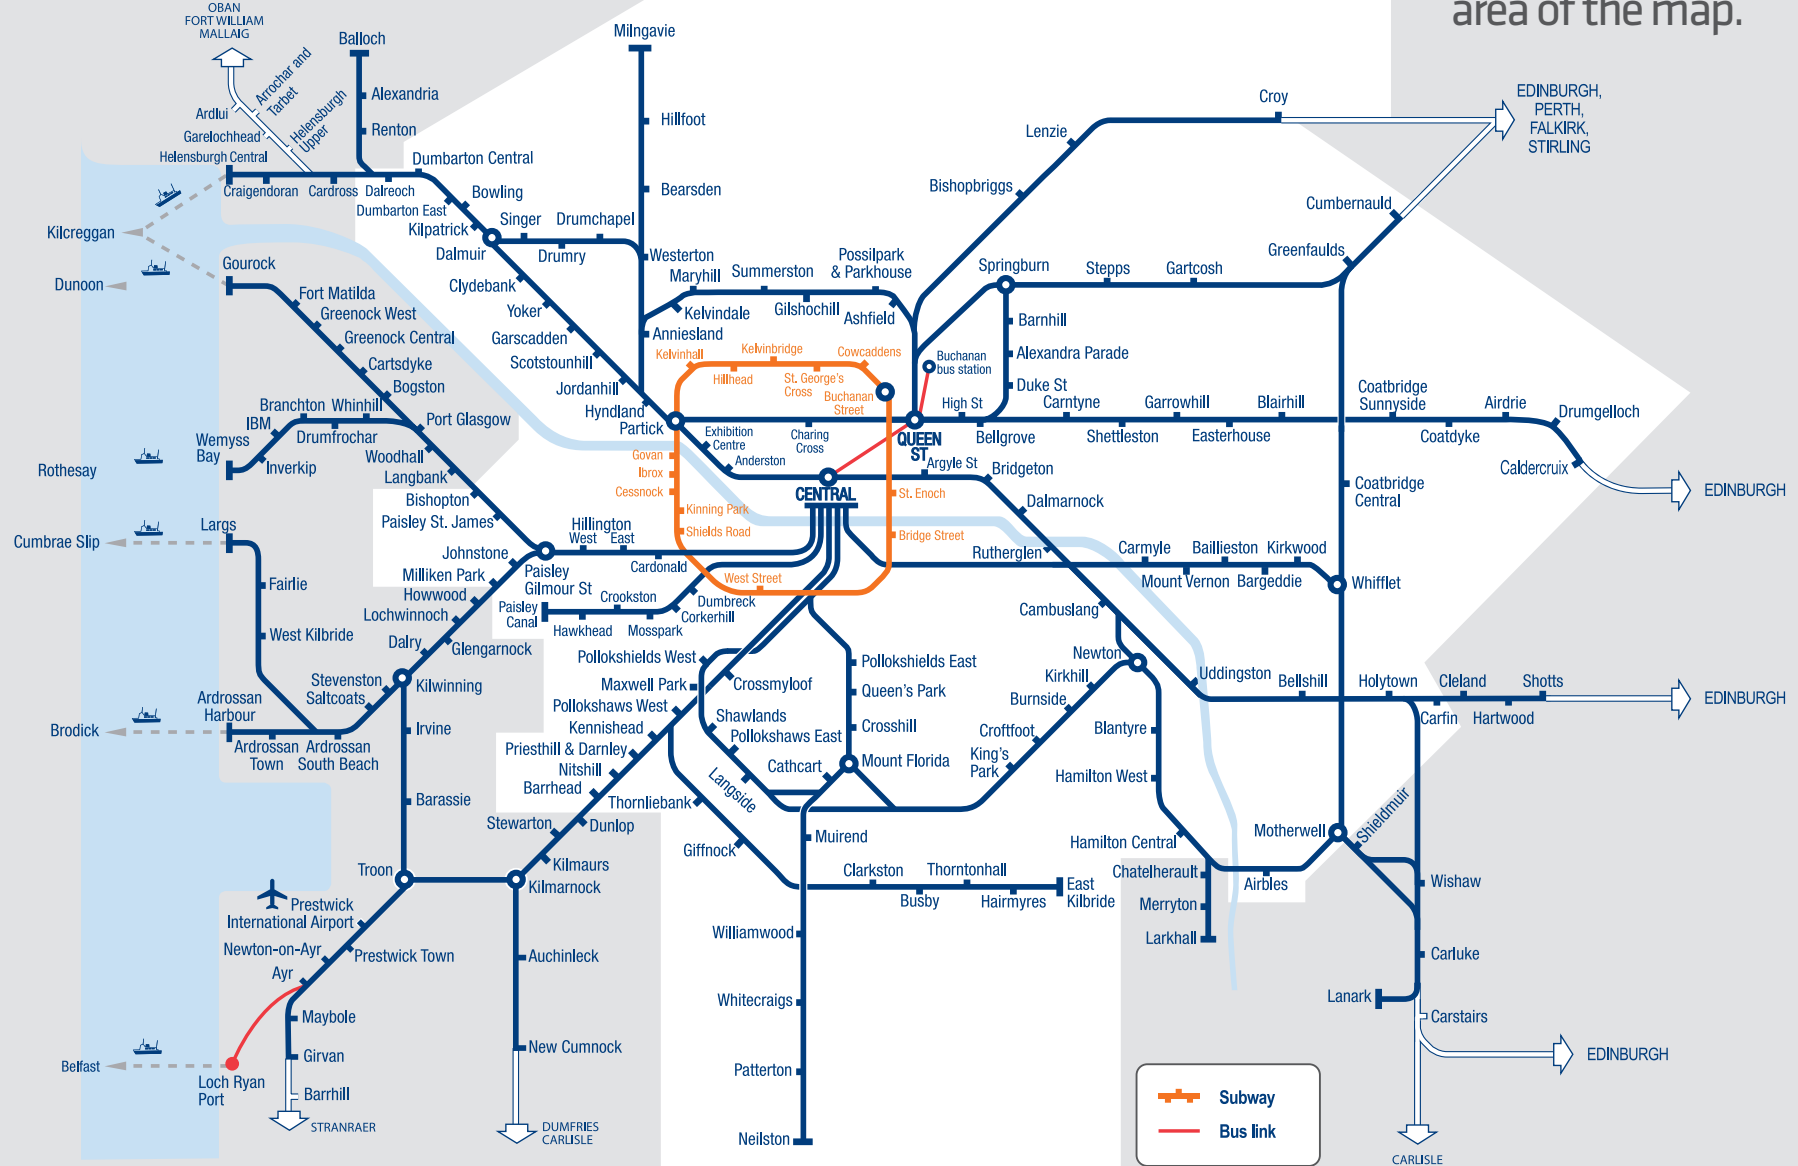 area of the map.
OBAN
FORT WILLIAM
MALLAIG
Balloch
Milngavie
Arrochar and
Tarbet
Ardlui
Garelochhead
Helensburgh
Upper
Alexandria
Renton
Helensburgh Central
Craigendoran
Cardross
Dalreoch
Dumbarton Central
Dumbarton East
Bowling
Kilpatrick
Singer
Drumchapel
Dalmuir
Drumry
Hillfoot
Bearsden
Westerton
Maryhill
Summerston
Possilpark
& Parkhouse
Kelvindale
Gilshochill
Ashfield
Anniesland
Croy
Lenzie
Bishopbriggs
EDINBURGH,
PERTH,
FALKIRK,
STIRLING
Cumbernauld
Greenfaulds
Springburn
Stepps
Gartcosh
Barnhill
Alexandra Parade
Duke St
Kilcreggan
Dunoon
Gourock
Fort Matilda
Greenock West
Greenock Central
Cartsdyke
Bogston
Clydebank
Yoker
Garscadden
Scotstounhill
Jordanhill
Hyndland
Partick
Kelvinhall
Kelvinbridge
Cowcaddens
Hillhead
St. George's
Cross
Buchanan
Street
Buchanan
bus station
Branchton
Whinhill
Port Glasgow
IBM
Drumfrochar
Wemyss
Bay
Inverkip
Woodhall
Langbank
Bishopton
Paisley St. James
Rothesay
Exhibition
Centre
Charing
Cross
Anderston
QUEEN
ST
High St
Bellgrove
Carntyne
Garrowhill
Blairhill
Shettleston
Easterhouse
Coatbridge
Sunnyside
Airdrie
Coatdyke
Drumgelloch
Caldercruix
EDINBURGH
Govan
Ibrox
Cessnock
Kinning Park
Shields Road
CENTRAL
Argyle St
Bridgeton
St. Enoch
Bridge Street
West Street
Dalmarnock
Coatbridge
Central
Cumbrae Slip
Largs
Fairlie
West Kilbride
Johnstone
Milliken Park
Howwood
Lochwinnoch
Dalry
Glengarnock
Paisley
Gilmour St
Hillington
West
East
Cardonald
Paisley
Canal
Crookston
Dumbreck
Corkerhill
Hawkhead
Mosspark
Rutherglen
Carmyle
Baillieston
Kirkwood
Mount Vernon
Bargeddie
Whifflet
Cambuslang
Newton
Uddingston
Bellshill
Holytown
Cleland
Shotts
Carfin
Hartwood
EDINBURGH
Pollokshields West
Maxwell Park
Crossmyloof
Pollokshaws West
Kennishead
Shawlands
Pollokshaws East
Priesthill & Darnley
Nitshill
Barrhead
Langside
Thornliebank
Giffnock
Pollokshields East
Queen's Park
Crosshill
Cathcart
Mount Florida
Kirkhill
Burnside
Croftfoot
King's
Park
Blantyre
Hamilton West
Hamilton Central
Stevenston
Saltcoats
Kilwinning
Ardrossan
Harbour
Ardrossan
Town
Ardrossan
South Beach
Brodick
Irvine
Barassie
Stewarton
Dunlop
Kilmaurs
Kilmarnock
Troon
Muirend
Clarkston
Thorntonhall
Busby
Hairmyres
East
Kilbride
Chatelherault
Merryton
Larkhall
Airbles
Motherwell
Shieldmuir
Wishaw
Carluke
Lanark
Carstairs
EDINBURGH
CARLISLE
Prestwick
International Airport
Newton-on-Ayr
Prestwick Town
Ayr
Maybole
Girvan
Barrhill
STRANRAER
Belfast
Loch Ryan
Port
Auchinleck
New Cumnock
DUMFRIES
CARLISLE
Williamwood
Whitecraigs
Patterton
Neilston
Subway
Bus link